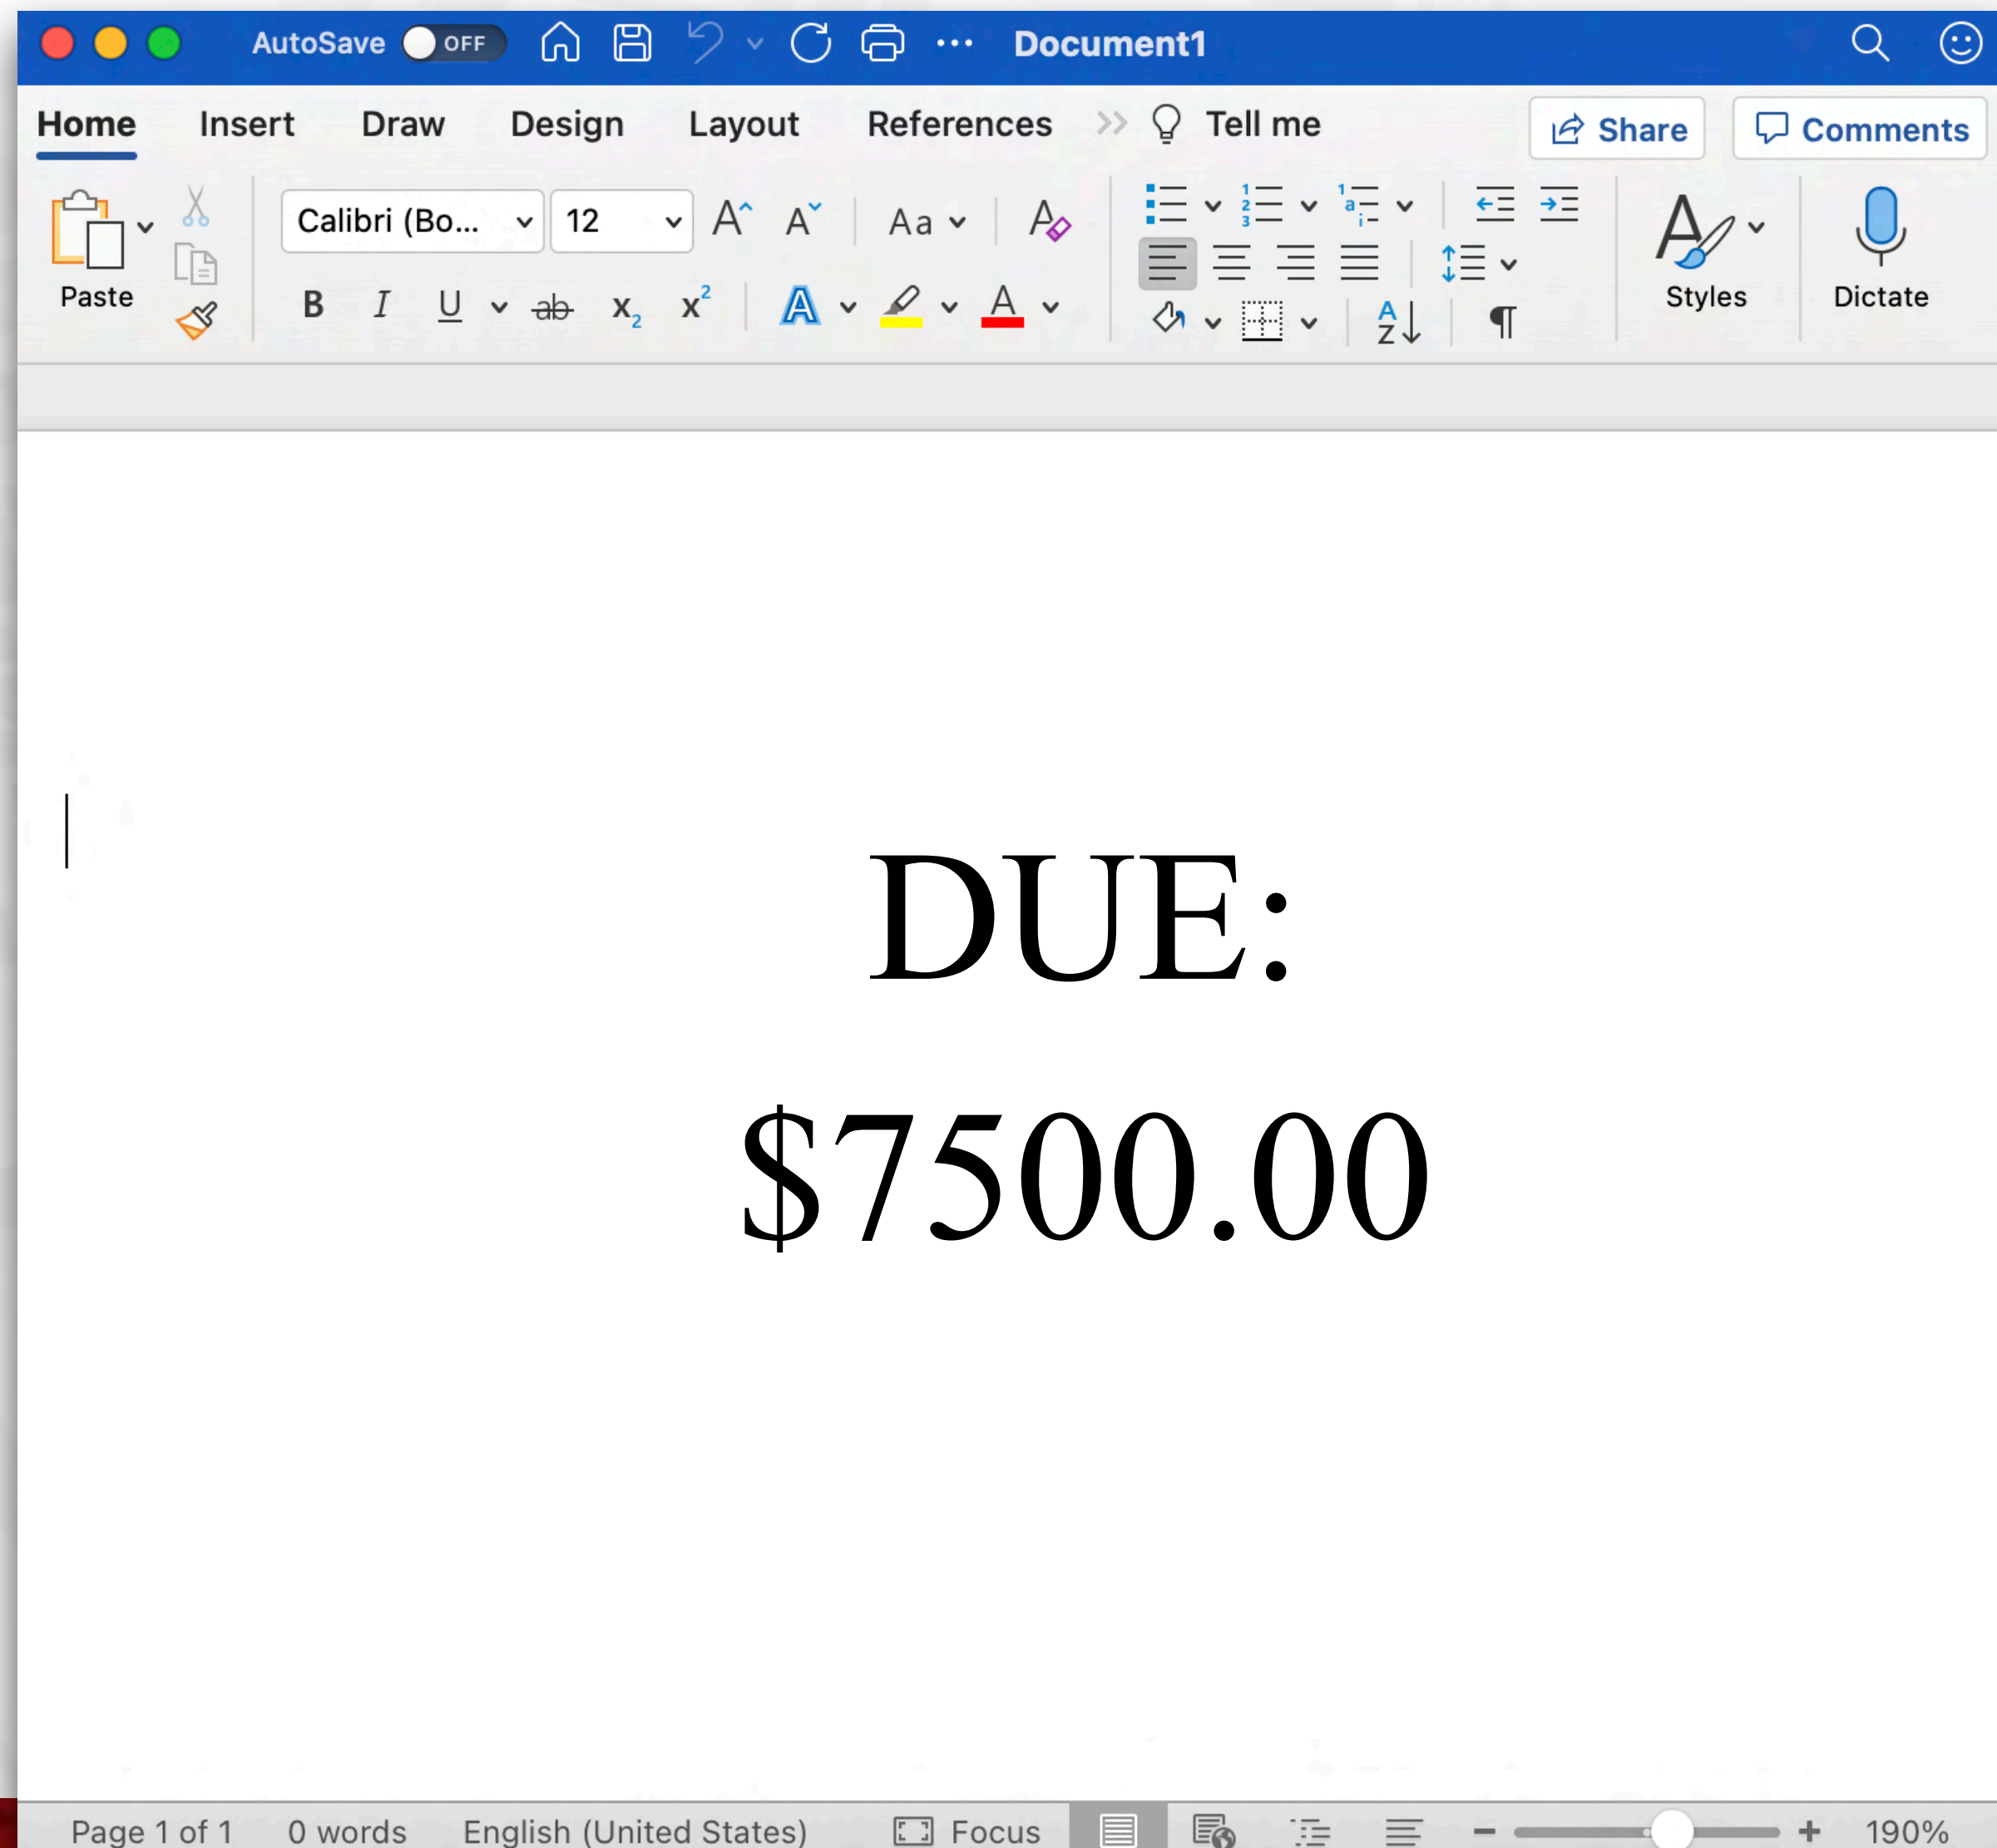 AutoSave OFF Document1
Home Insert Draw Design Layout References Tell me Share Comments
Paste Calibri (Bo... 12 Styles Dictate
DUE:
$7500.00
Page 1 of 1 0 words English (United States) Focus 190%